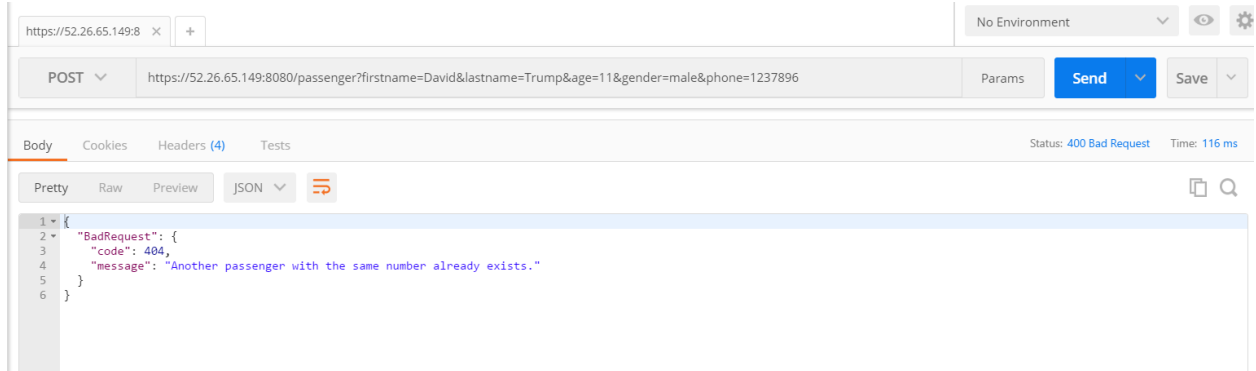 https://52.26.65.149:8 × +
No Environment
POST https://52.26.65.149:8080/passenger?firstname=David&lastname=Trump&age=11&gender=male&phone=1237896 Params Send Save
Body Cookies Headers (4) Tests Status: 400 Bad Request Time: 116 ms
Pretty Raw Preview JSON
1 {
2 "BadRequest": {
3 "code": 404,
4 "message": "Another passenger with the same number already exists."
5 }
6 }